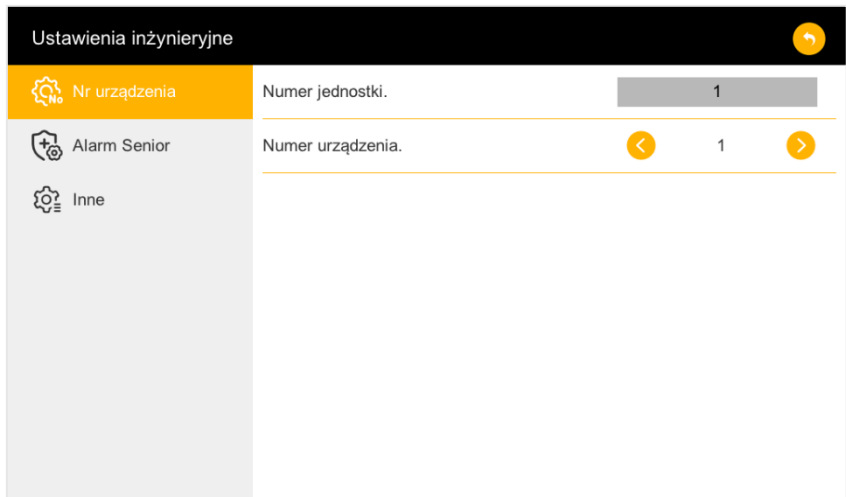 Ustawienia inżynieryjne
Nr urządzenia
Numer jednostki. 1
Alarm Senior
Numer urządzenia. 1
Inne